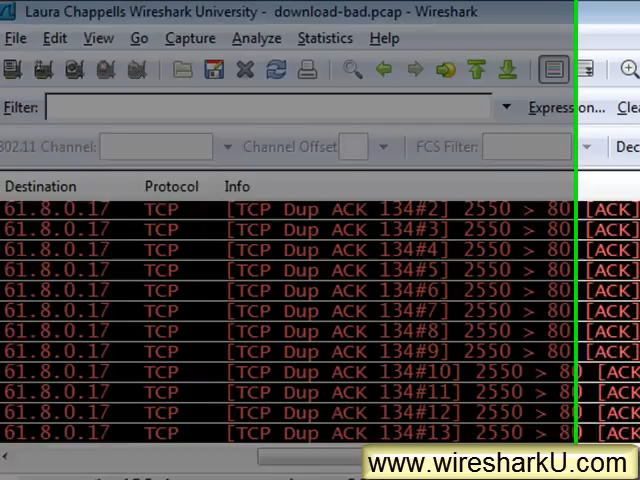 Laura Chappells Wireshark University - download-bad.pcap - Wireshark
File Edit View Go Capture Analyze Statistics Help
Filter: Expression... Clea
802.11 Channel: Channel Offset FCS Filter: Dec
Destination Protocol Info
61.8.0.17 TCP [TCP Dup ACK 134#2] 2550 > 80 [ACK]
61.8.0.17 TCP [TCP Dup ACK 134#3] 2550 > 80 [ACK]
61.8.0.17 TCP [TCP Dup ACK 134#4] 2550 > 80 [ACK]
61.8.0.17 TCP [TCP Dup ACK 134#5] 2550 > 80 [ACK]
61.8.0.17 TCP [TCP Dup ACK 134#6] 2550 > 80 [ACK]
61.8.0.17 TCP [TCP Dup ACK 134#7] 2550 > 80 [ACK]
61.8.0.17 TCP [TCP Dup ACK 134#8] 2550 > 80 [ACK]
61.8.0.17 TCP [TCP Dup ACK 134#9] 2550 > 80 [ACK]
61.8.0.17 TCP [TCP Dup ACK 134#10] 2550 > 80 [ACK
61.8.0.17 TCP [TCP Dup ACK 134#11] 2550 > 80 [ACK
61.8.0.17 TCP [TCP Dup ACK 134#12] 2550 > 80 [ACK
61.8.0.17 TCP [TCP Dup ACK 134#13] 2550 > 80 [ACK
www.wiresharkU.com